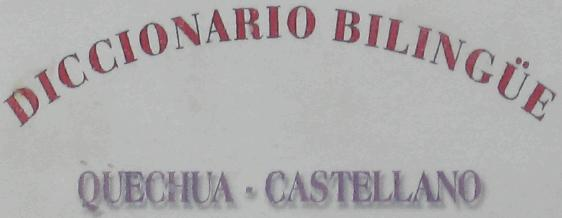 DICCIONARIO BILINGÜE
QUECHUA - CASTELLANO